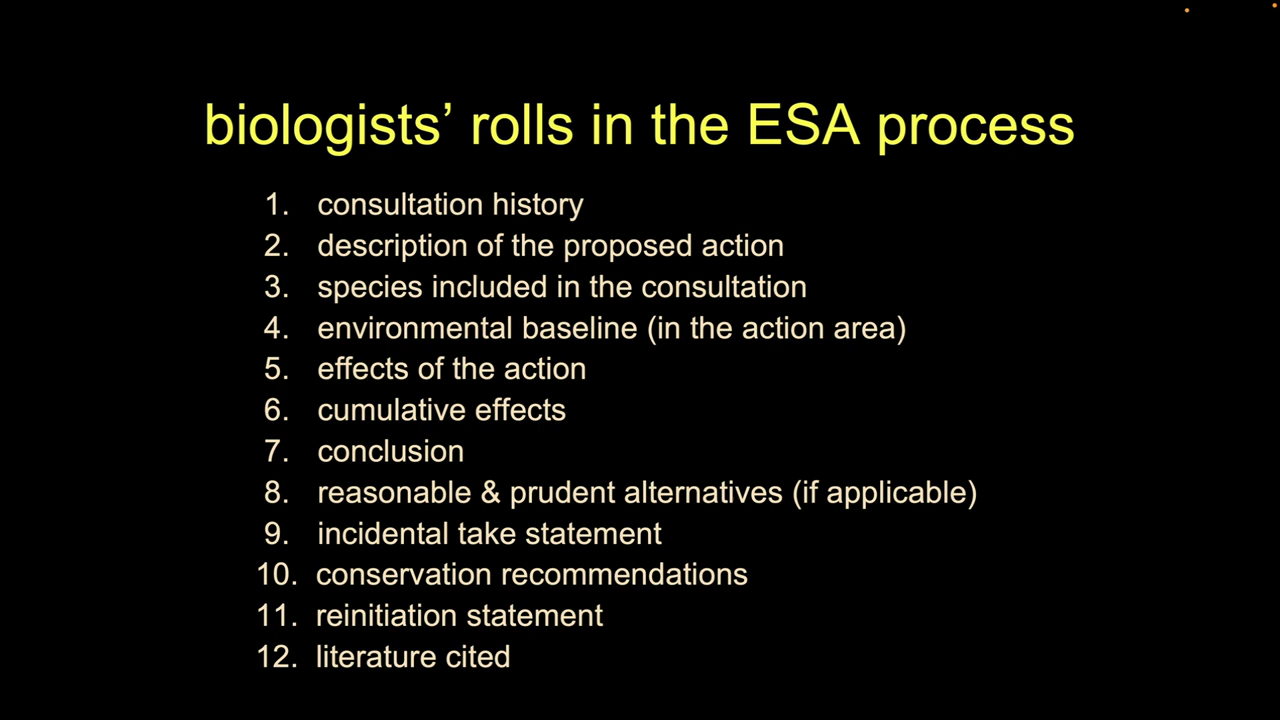 biologists’ rolls in the ESA process
1. consultation history
2. description of the proposed action
3. species included in the consultation
4. environmental baseline (in the action area)
5. effects of the action
6. cumulative effects
7. conclusion
8. reasonable & prudent alternatives (if applicable)
9. incidental take statement
10. conservation recommendations
11. reinitiation statement
12. literature cited